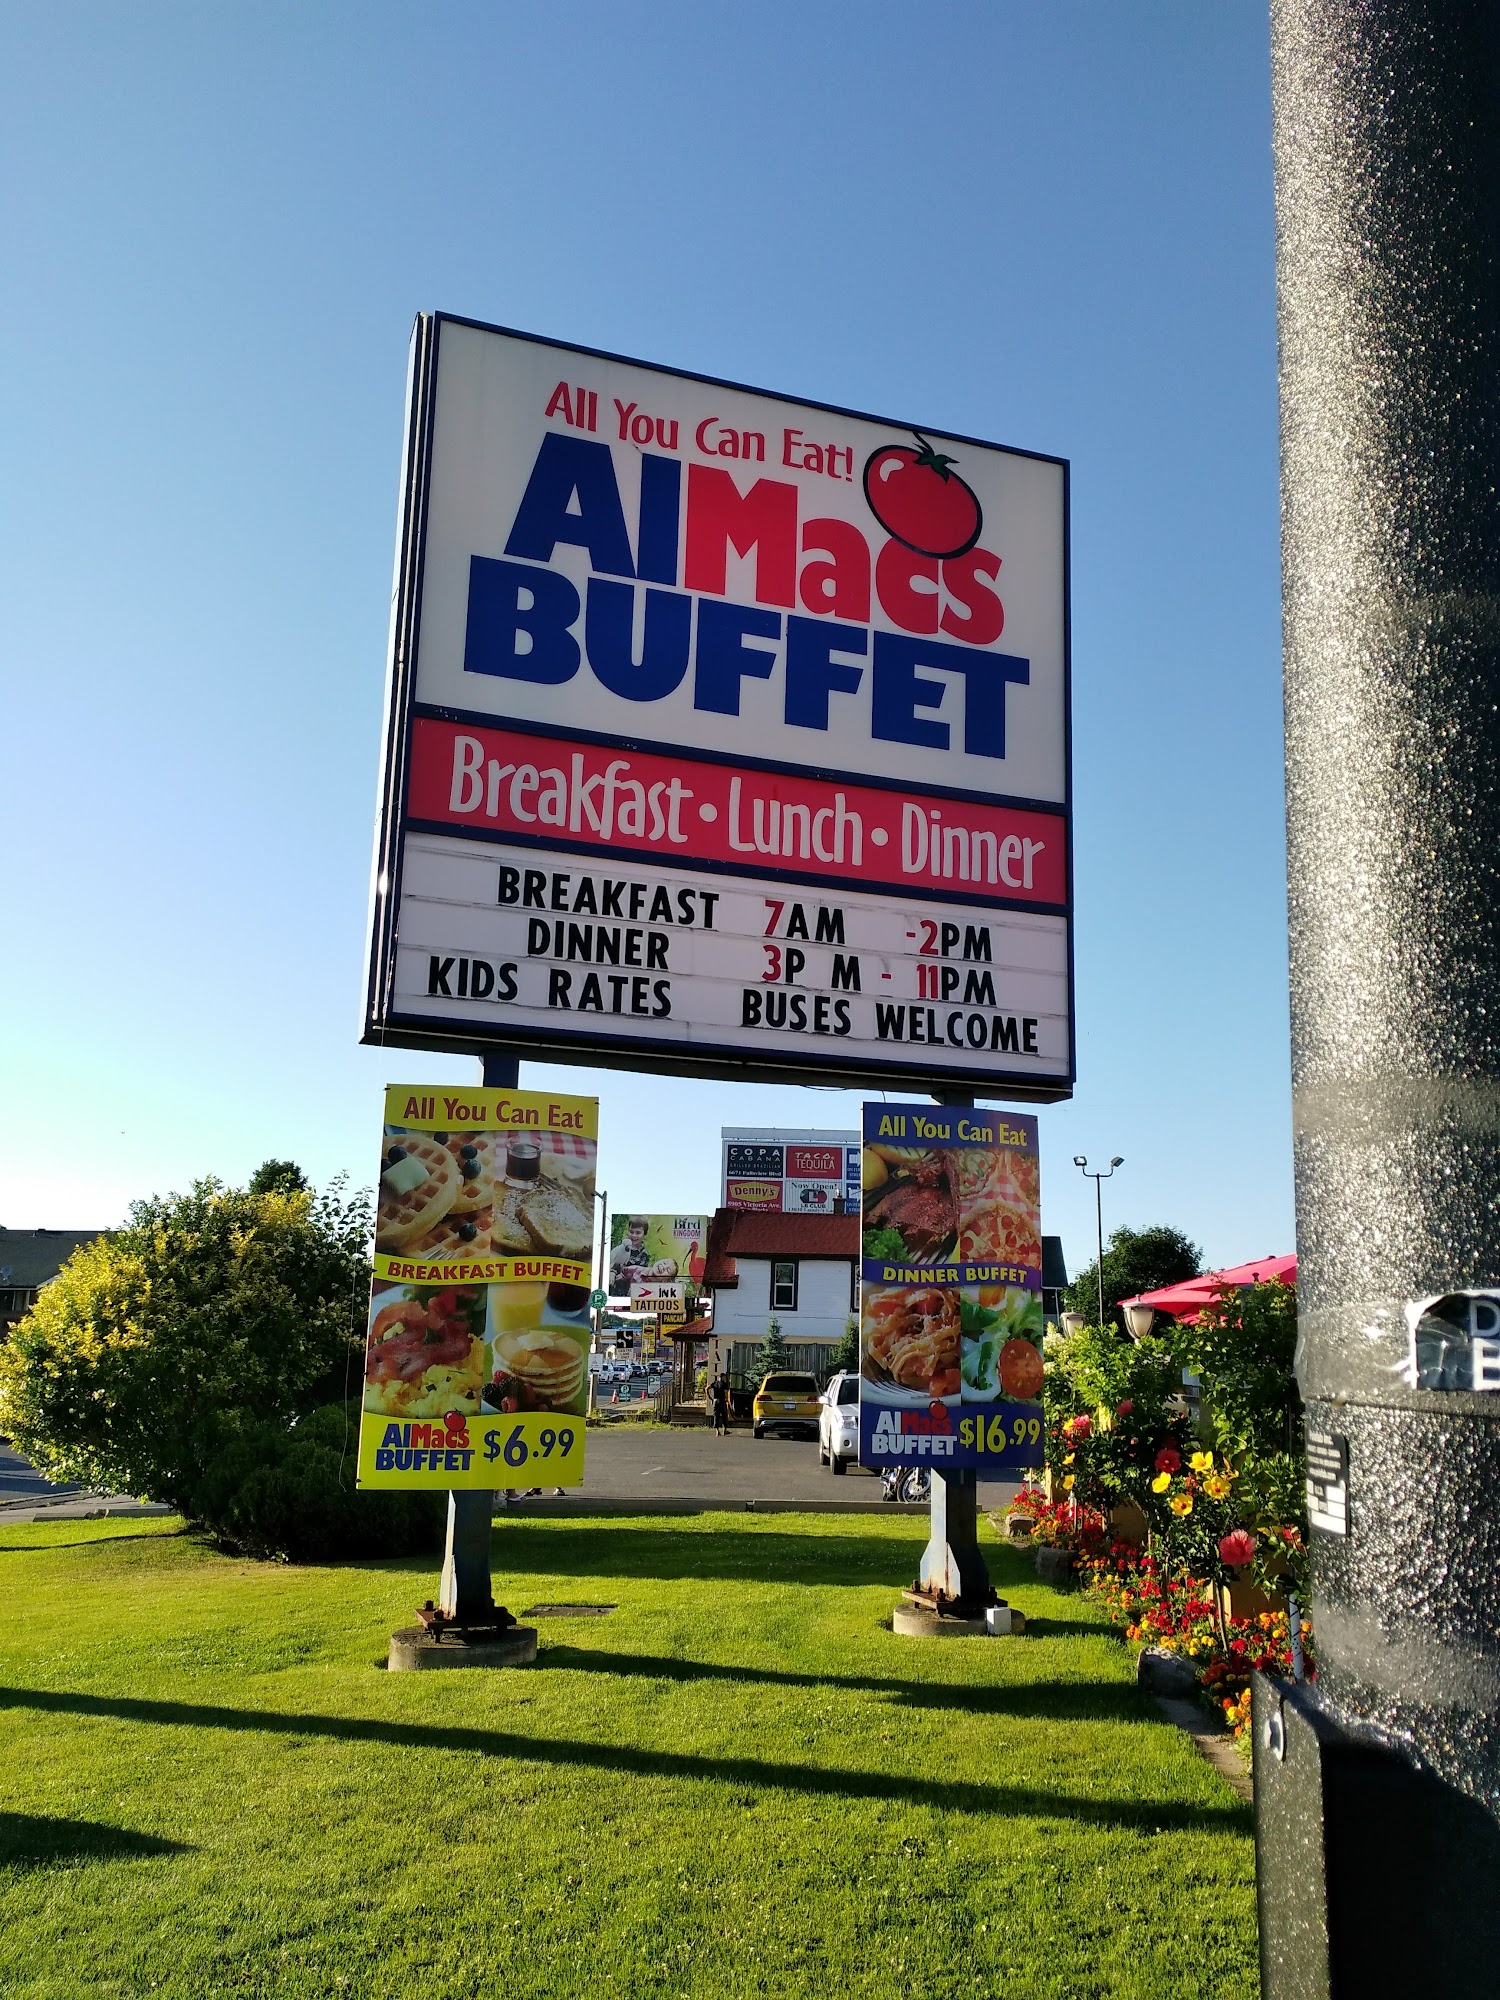 All You Can Eat!
AlMacs
BUFFET
Breakfast • Lunch • Dinner
BREAKFAST 7AM -2PM
DINNER 3P M - 11PM
KIDS RATES BUSES WELCOME
All You Can Eat
BREAKFAST BUFFET
AlMacs
BUFFET
$6.99
All You Can Eat
DINNER BUFFET
AlMacs
BUFFET
$16.99
COPA
CABANA
TACO
TEQUILA
Denny's
Now Open!
Bird
KINGDOM
ink
TATTOOS
P